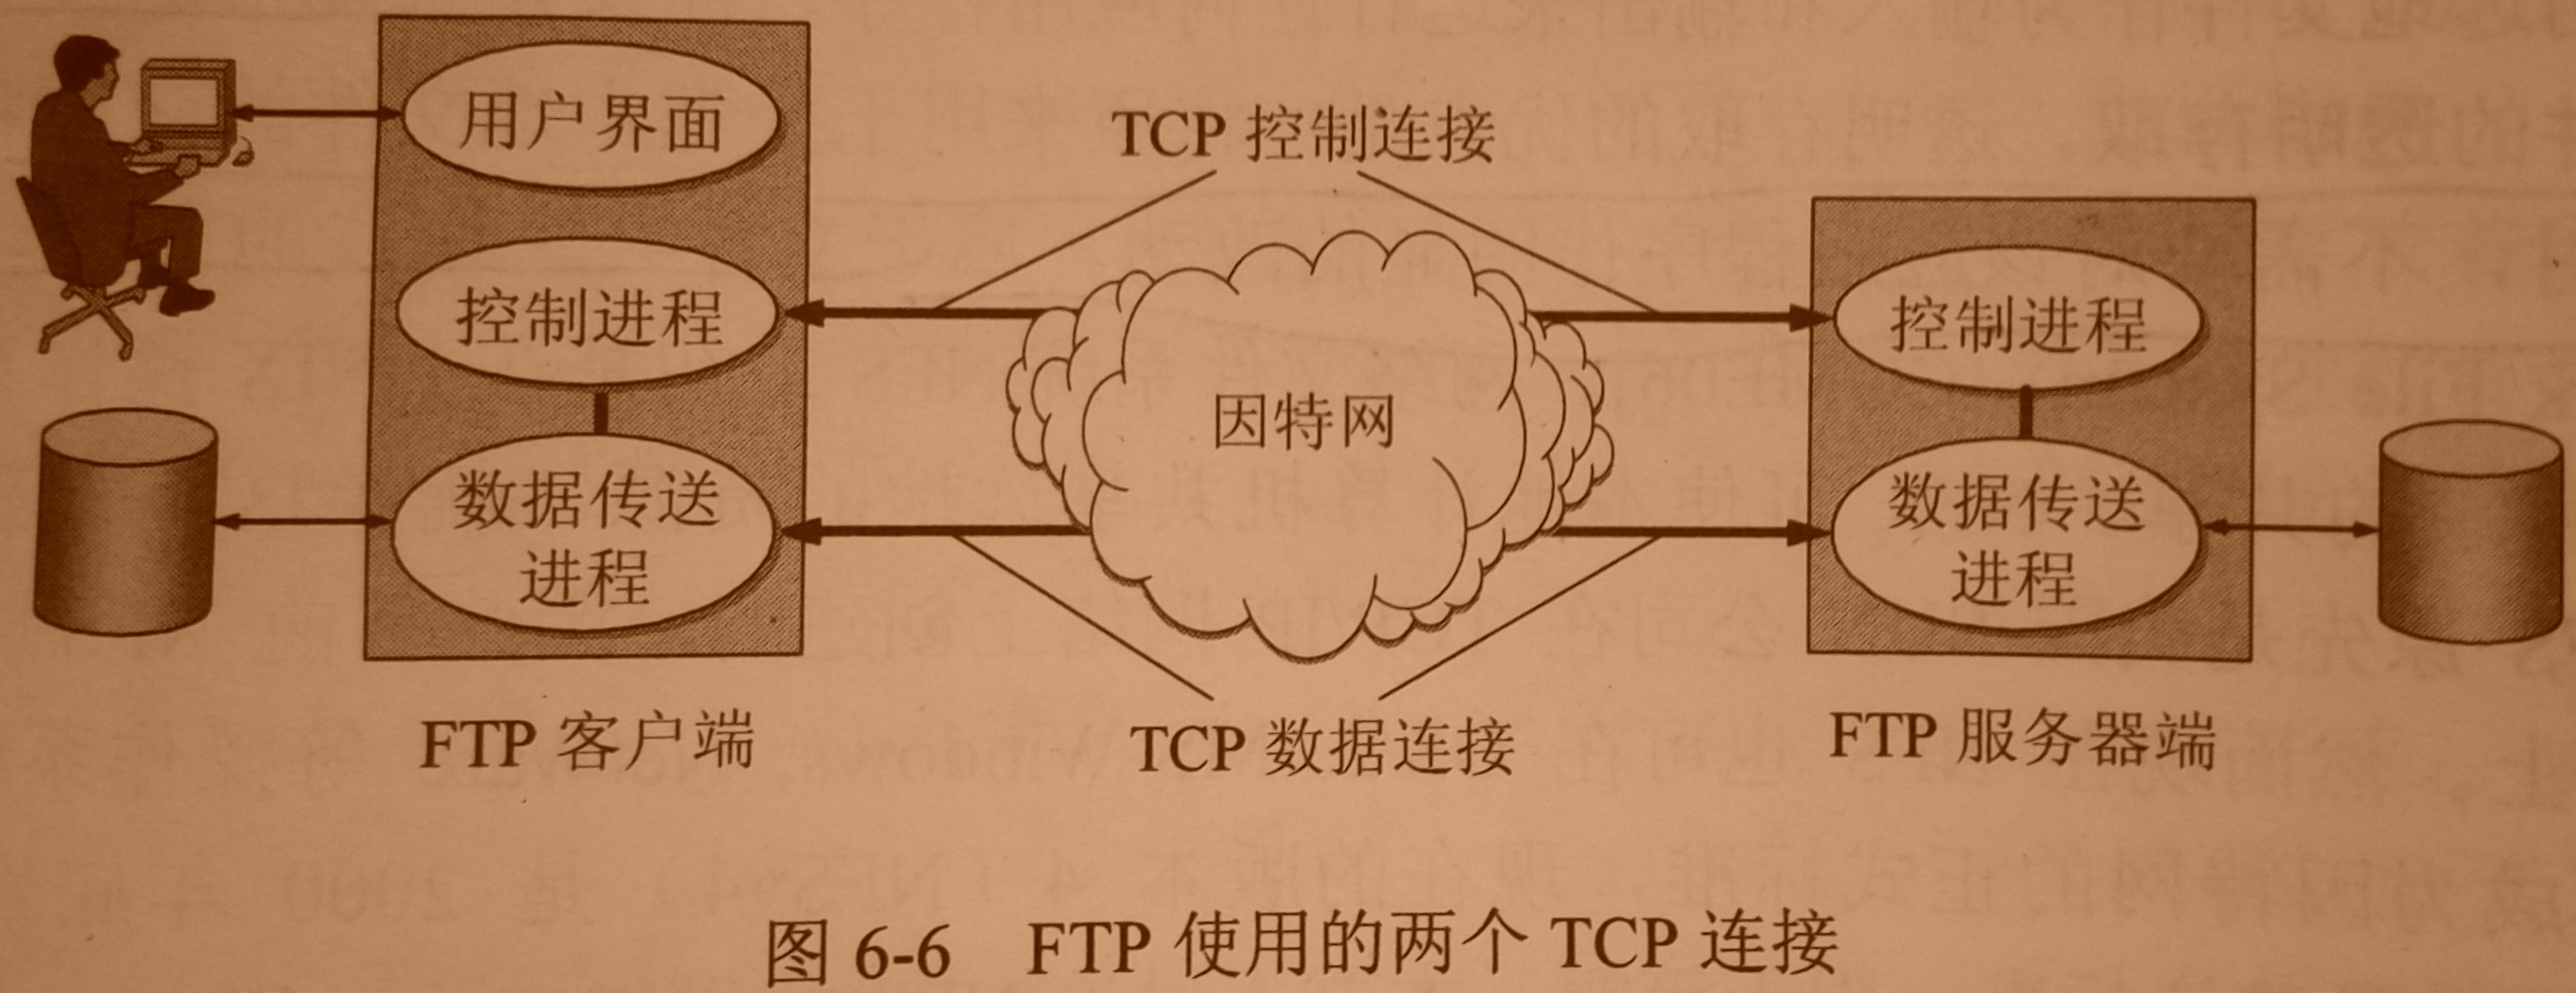 用户界面
TCP 控制连接
控制进程
控制进程
因特网
数据传送
进程
数据传送
进程
FTP 客户端
TCP 数据连接
FTP 服务器端
图 6-6 FTP 使用的两个 TCP 连接